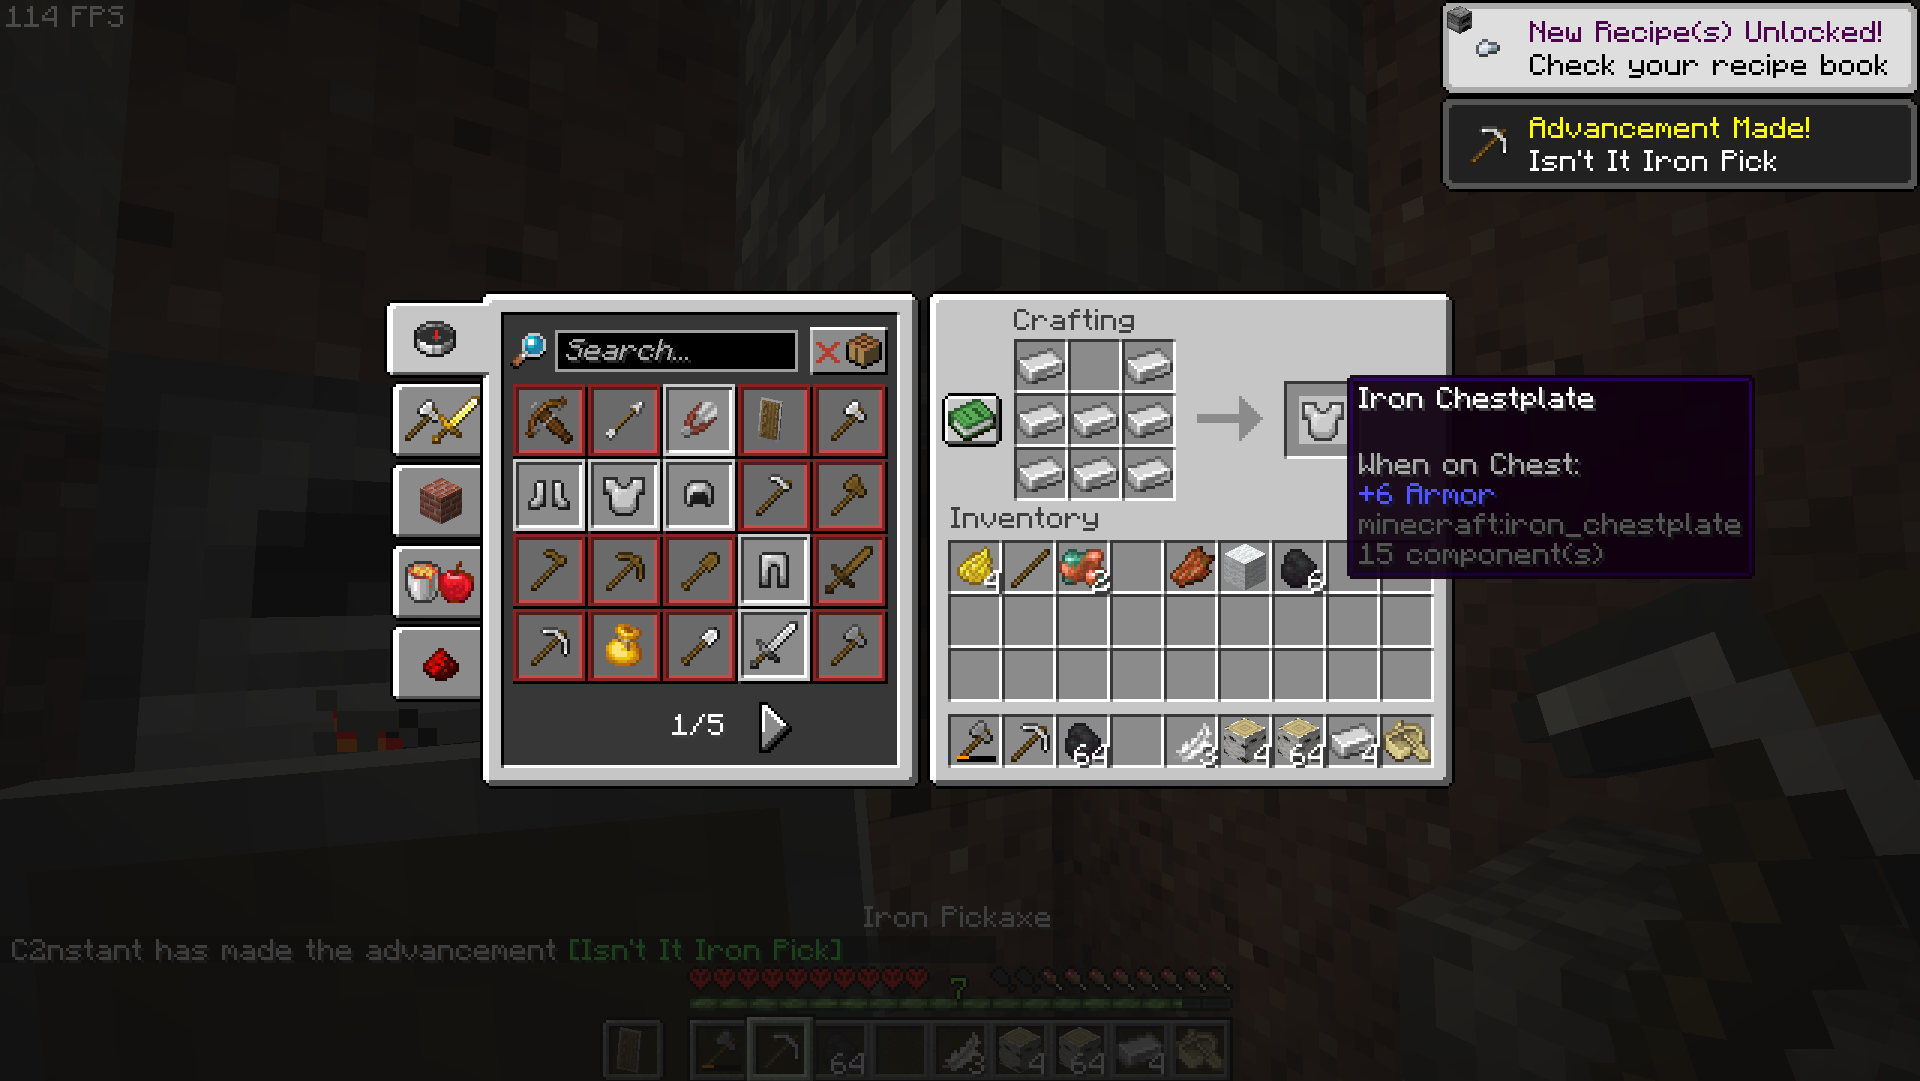 114 FPS
New Recipe(s) Unlocked!
Check your recipe book
Advancement Made!
Isn't It Iron Pick
Search...
1/5
Crafting
Iron Chestplate
When on Chest:
+6 Armor
minecraft:iron_chestplate
15 component(s)
Inventory
4 2 6
64 3 4 64 4
Iron Pickaxe
C2nstant has made the advancement [Isn't It Iron Pick]
7
64 3 4 64 4